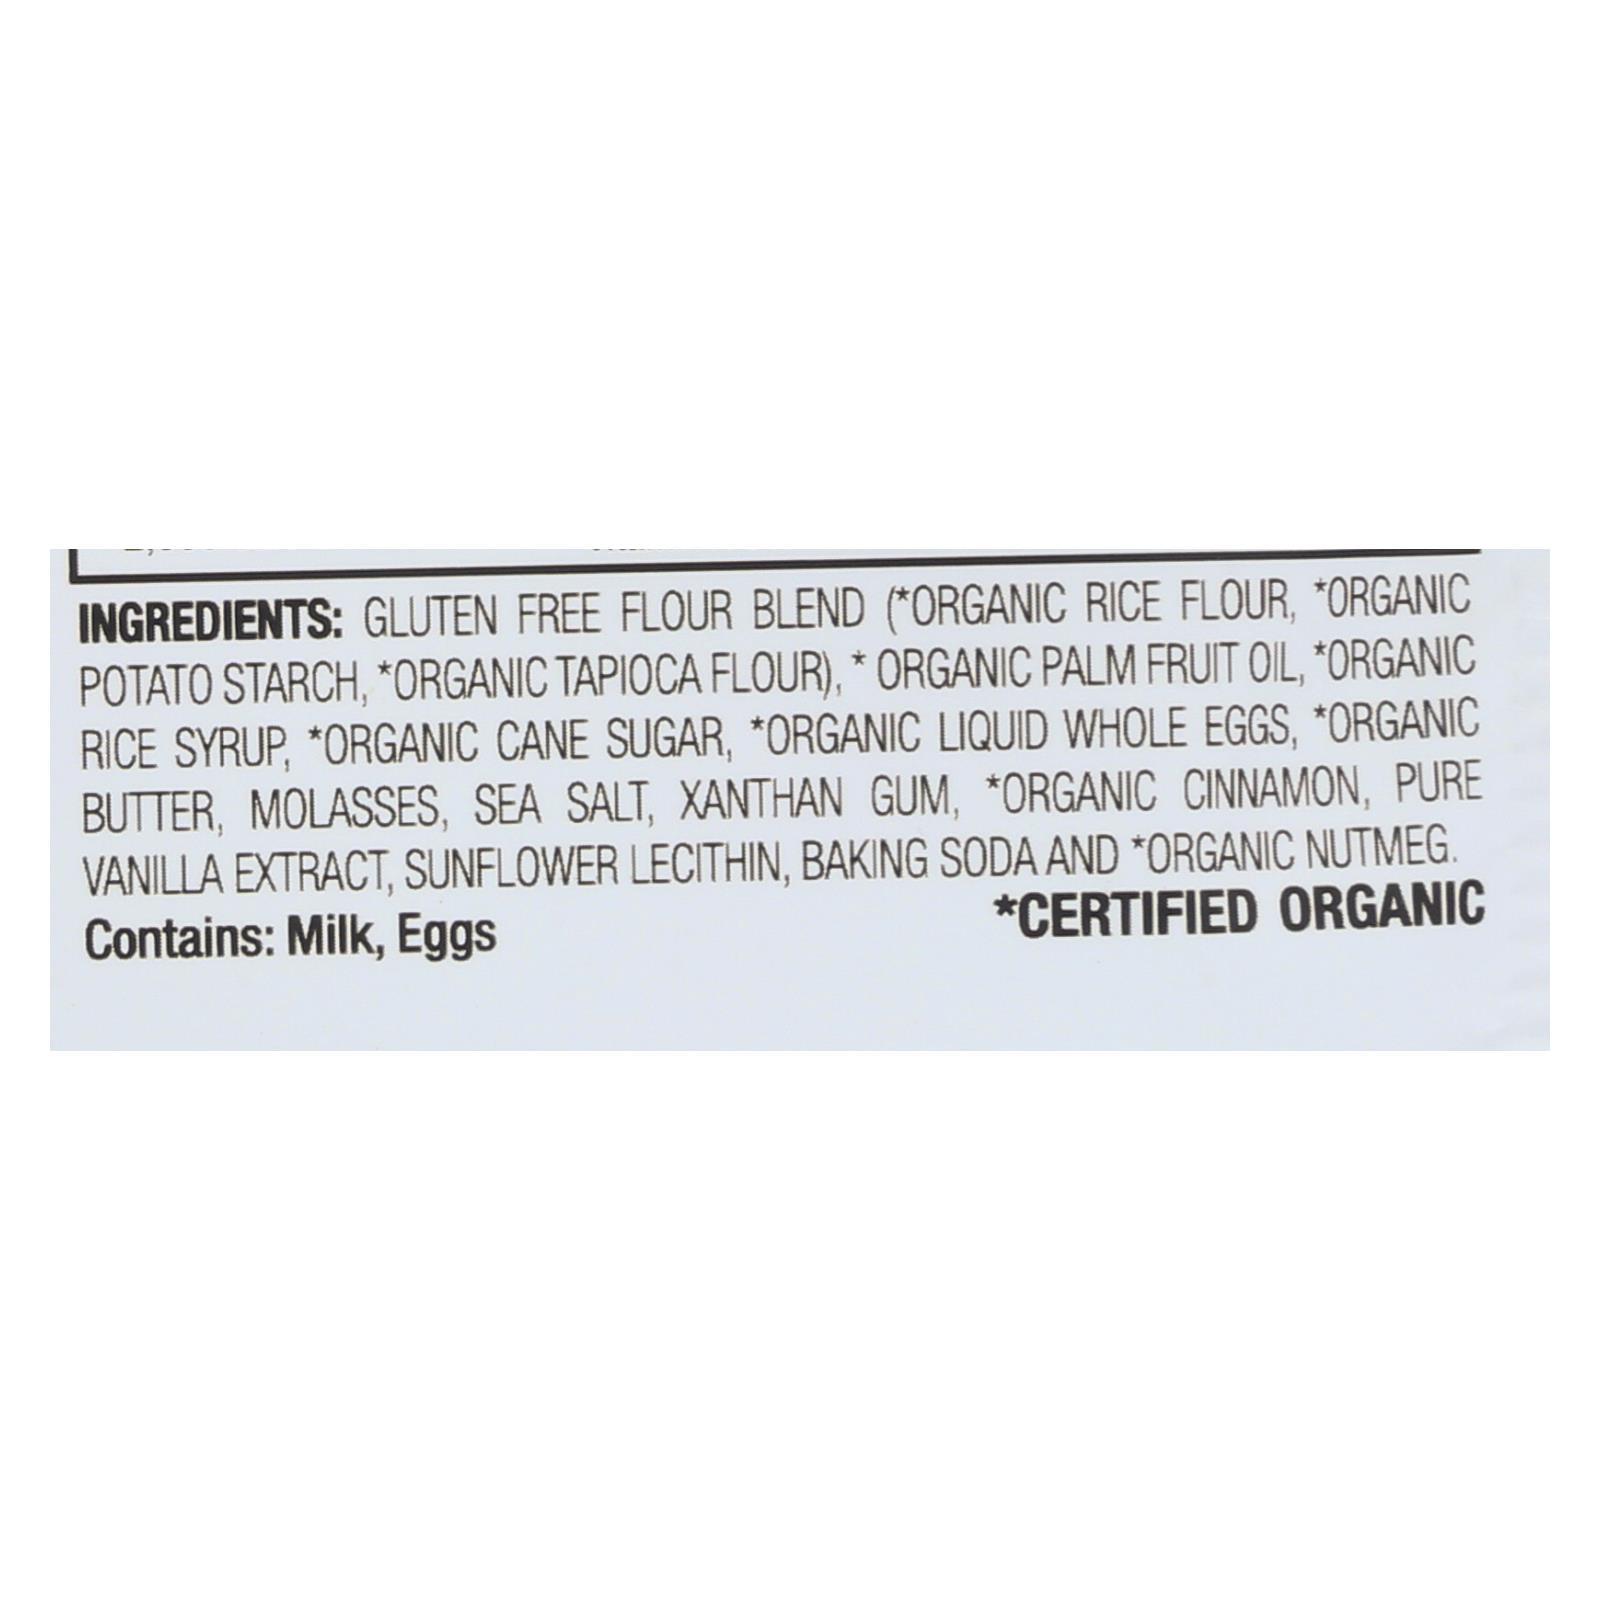 INGREDIENTS: GLUTEN FREE FLOUR BLEND (*ORGANIC RICE FLOUR, *ORGANIC
POTATO STARCH, *ORGANIC TAPIOCA FLOUR), * ORGANIC PALM FRUIT OIL, *ORGANIC
RICE SYRUP, *ORGANIC CANE SUGAR, *ORGANIC LIQUID WHOLE EGGS, *ORGANIC
BUTTER, MOLASSES, SEA SALT, XANTHAN GUM, *ORGANIC CINNAMON, PURE
VANILLA EXTRACT, SUNFLOWER LECITHIN, BAKING SODA AND *ORGANIC NUTMEG.
*CERTIFIED ORGANIC
Contains: Milk, Eggs